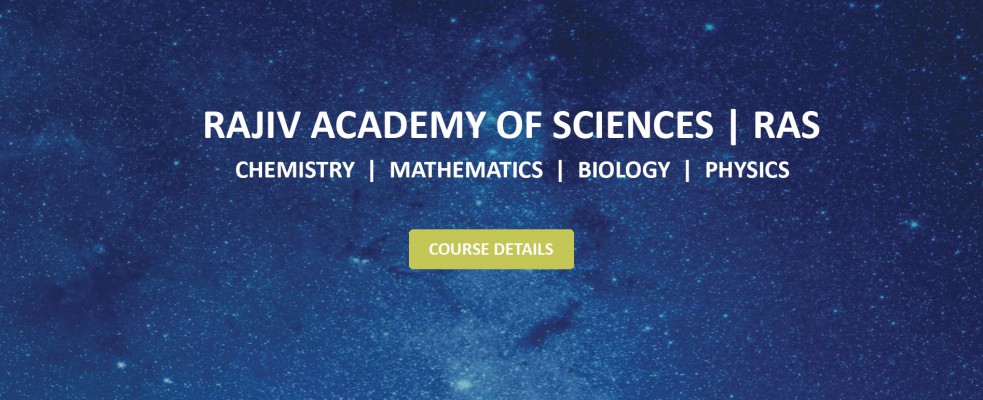 RAJIV ACADEMY OF SCIENCES | RAS
CHEMISTRY | MATHEMATICS | BIOLOGY | PHYSICS
COURSE DETAILS